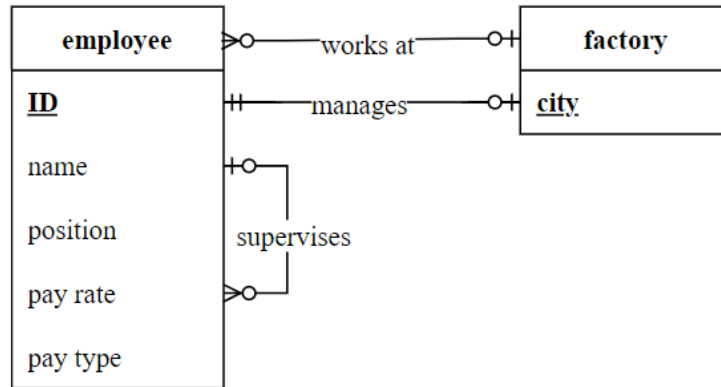 employee
works at
factory
ID
manages
city
name
position
supervises
pay rate
pay type